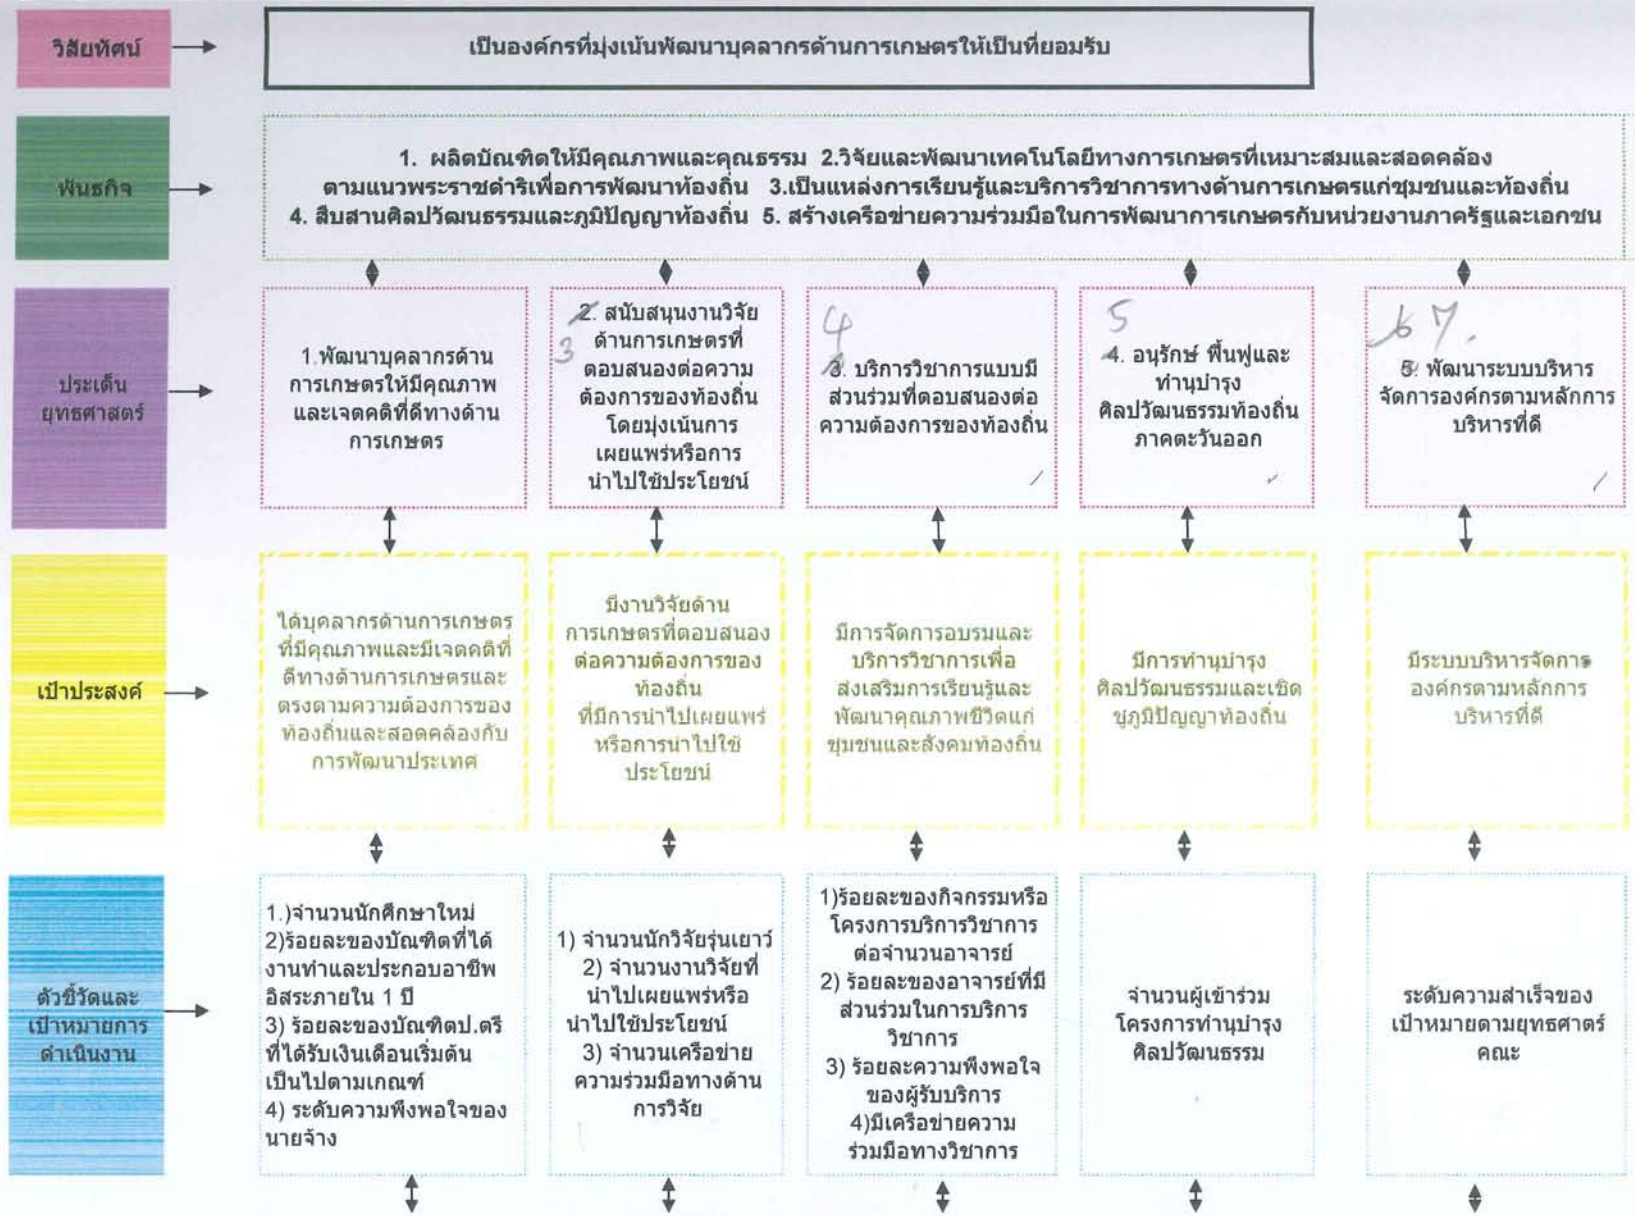 วิสัยทัศน์
เป็นองค์กรที่มุ่งเน้นพัฒนาบุคลากรด้านการเกษตรให้เป็นที่ยอมรับ
พันธกิจ
1. ผลิตบัณฑิตให้มีคุณภาพและคุณธรรม 2.วิจัยและพัฒนาเทคโนโลยีทางการเกษตรที่เหมาะสมและสอดคล้อง
ตามแนวพระราชดำริเพื่อการพัฒนาท้องถิ่น 3.เป็นแหล่งการเรียนรู้และบริการวิชาการทางด้านการเกษตรแก่ชุมชนและท้องถิ่น
4. สืบสานศิลปวัฒนธรรมและภูมิปัญญาท้องถิ่น 5. สร้างเครือข่ายความร่วมมือในการพัฒนาการเกษตรกับหน่วยงานภาครัฐและเอกชน
ประเด็น
ยุทธศาสตร์
1.พัฒนาบุคลากรด้าน
การเกษตรให้มีคุณภาพ
และเจตคติที่ดีทางด้าน
การเกษตร
2. สนับสนุนงานวิจัย
3
ด้านการเกษตรที่
ตอบสนองต่อความ
ต้องการของท้องถิ่น
โดยมุ่งเน้นการ
เผยแพร่หรือการ
นำไปใช้ประโยชน์
4
3. บริการวิชาการแบบมี
ส่วนร่วมที่ตอบสนองต่อ
ความต้องการของท้องถิ่น
5
4. อนุรักษ์ ฟื้นฟูและ
ทำนุบำรุง
ศิลปวัฒนธรรมท้องถิ่น
ภาคตะวันออก
6 7.
5. พัฒนาระบบบริหาร
จัดการองค์กรตามหลักการ
บริหารที่ดี
เป้าประสงค์
ได้บุคลากรด้านการเกษตร
ที่มีคุณภาพและมีเจตคติที่
ดีทางด้านการเกษตรและ
ตรงตามความต้องการของ
ท้องถิ่นและสอดคล้องกับ
การพัฒนาประเทศ
มีงานวิจัยด้าน
การเกษตรที่ตอบสนอง
ต่อความต้องการของ
ท้องถิ่น
ที่มีการนำไปเผยแพร่
หรือการนำไปใช้
ประโยชน์
มีการจัดการอบรมและ
บริการวิชาการเพื่อ
ส่งเสริมการเรียนรู้และ
พัฒนาคุณภาพชีวิตแก่
ชุมชนและสังคมท้องถิ่น
มีการทำนุบำรุง
ศิลปวัฒนธรรมและเชิด
ชูภูมิปัญญาท้องถิ่น
มีระบบบริหารจัดการ
องค์กรตามหลักการ
บริหารที่ดี
ตัวชี้วัดและ
เป้าหมายการ
ดำเนินงาน
1.)จำนวนนักศึกษาใหม่
2)ร้อยละของบัณฑิตที่ได้
งานทำและประกอบอาชีพ
อิสระภายใน 1 ปี
3) ร้อยละของบัณฑิตป.ตรี
ที่ได้รับเงินเดือนเริ่มต้น
เป็นไปตามเกณฑ์
4) ระดับความพึงพอใจของ
นายจ้าง
1) จำนวนนักวิจัยรุ่นเยาว์
2) จำนวนงานวิจัยที่
นำไปเผยแพร่หรือ
นำไปใช้ประโยชน์
3) จำนวนเครือข่าย
ความร่วมมือทางด้าน
การวิจัย
1)ร้อยละของกิจกรรมหรือ
โครงการบริการวิชาการ
ต่อจำนวนอาจารย์
2) ร้อยละของอาจารย์ที่มี
ส่วนร่วมในการบริการ
วิชาการ
3) ร้อยละความพึงพอใจ
ของผู้รับบริการ
4)มีเครือข่ายความ
ร่วมมือทางวิชาการ
จำนวนผู้เข้าร่วม
โครงการทำนุบำรุง
ศิลปวัฒนธรรม
ระดับความสำเร็จของ
เป้าหมายตามยุทธศาตร์
คณะ